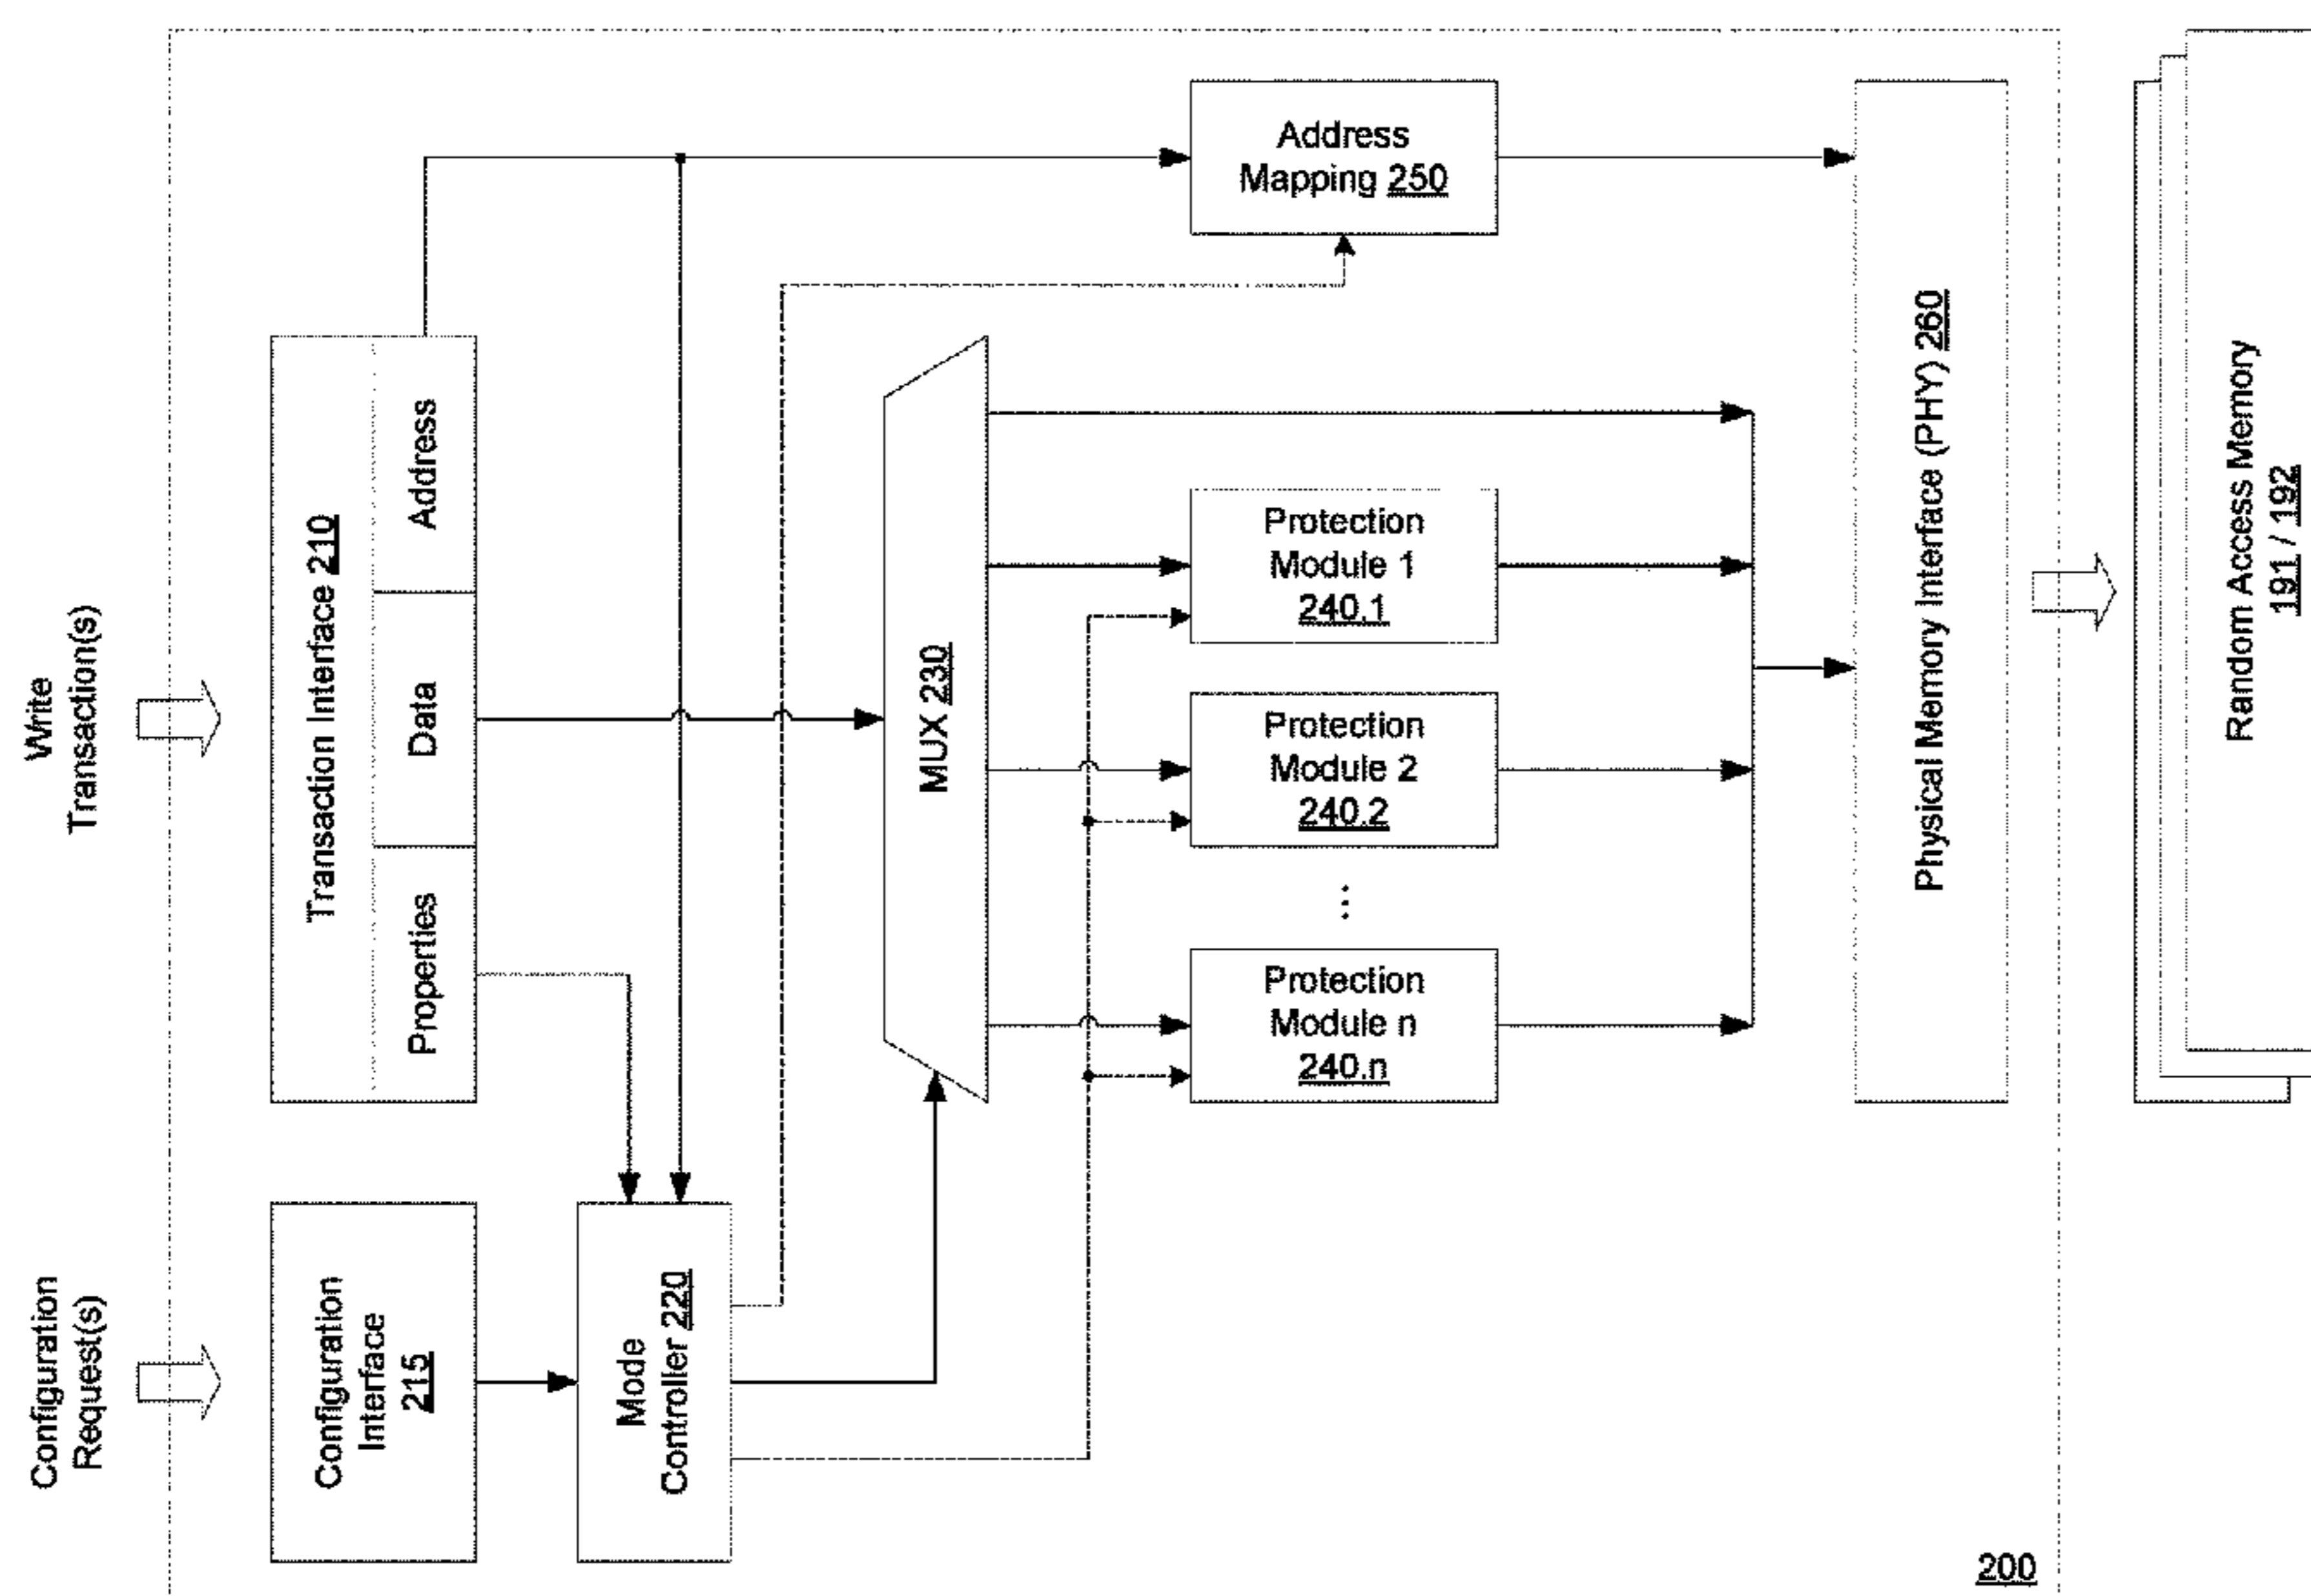 Write
Transaction(s)
Configuration
Request(s)
Transaction Interface 210
Address
Data
Properties
Configuration
Interface
215
Mode
Controller 220
MUX 230
Address
Mapping 250
Protection
Module 1
240.1
Protection
Module 2
240.2
...
Protection
Module n
240.n
Physical Memory Interface (PHY) 260
Random Access Memory
191 / 192
200